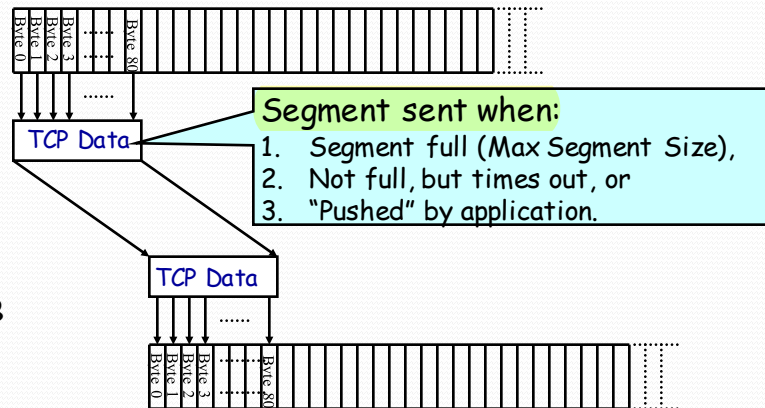 Byte 0
Byte 1
Byte 2
Byte 3
......
......
Byte 80
......
TCP Data
Segment sent when:
1. Segment full (Max Segment Size),
2. Not full, but times out, or
3. “Pushed” by application.
TCP Data
......
Byte 0
Byte 1
Byte 2
Byte 3
Byte 80